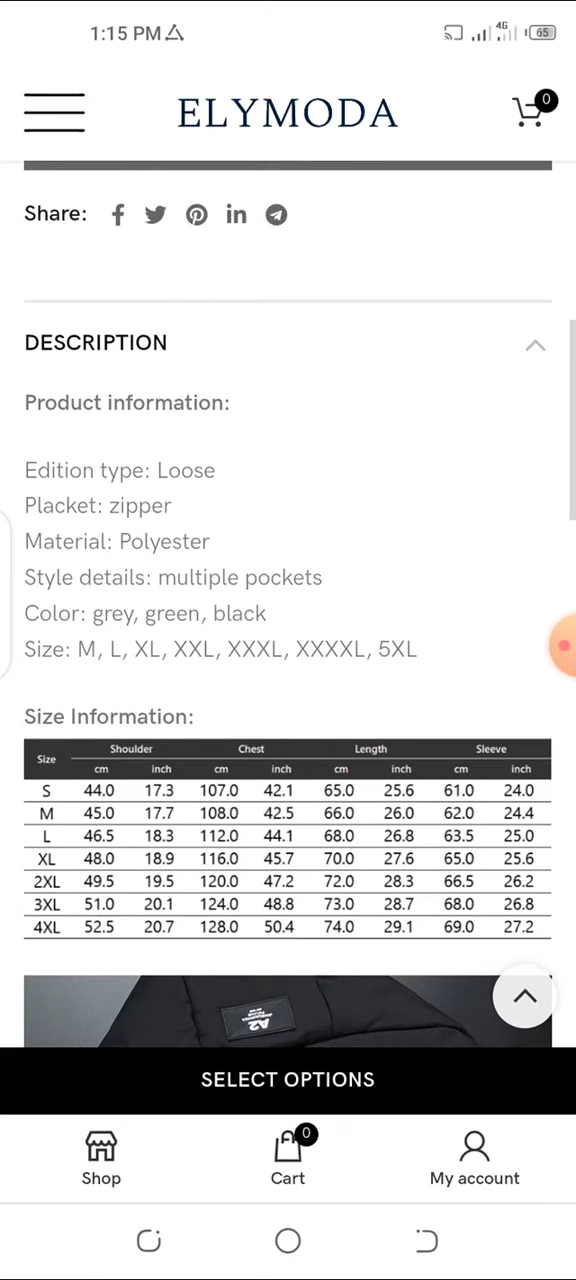 1:15 PM
4G
65
ELYMODA
0
Share:
DESCRIPTION
Product information:
Edition type: Loose
Placket: zipper
Material: Polyester
Style details: multiple pockets
Color: grey, green, black
Size: M, L, XL, XXL, XXXL, XXXXL, 5XL
Size Information:
Size Shoulder Chest Length Sleeve
cm inch cm inch cm inch cm inch
S 44.0 17.3 107.0 42.1 65.0 25.6 61.0 24.0
M 45.0 17.7 108.0 42.5 66.0 26.0 62.0 24.4
L 46.5 18.3 112.0 44.1 68.0 26.8 63.5 25.0
XL 48.0 18.9 116.0 45.7 70.0 27.6 65.0 25.6
2XL 49.5 19.5 120.0 47.2 72.0 28.3 66.5 26.2
3XL 51.0 20.1 124.0 48.8 73.0 28.7 68.0 26.8
4XL 52.5 20.7 128.0 50.4 74.0 29.1 69.0 27.2
A2
SELECT OPTIONS
0
Shop Cart My account